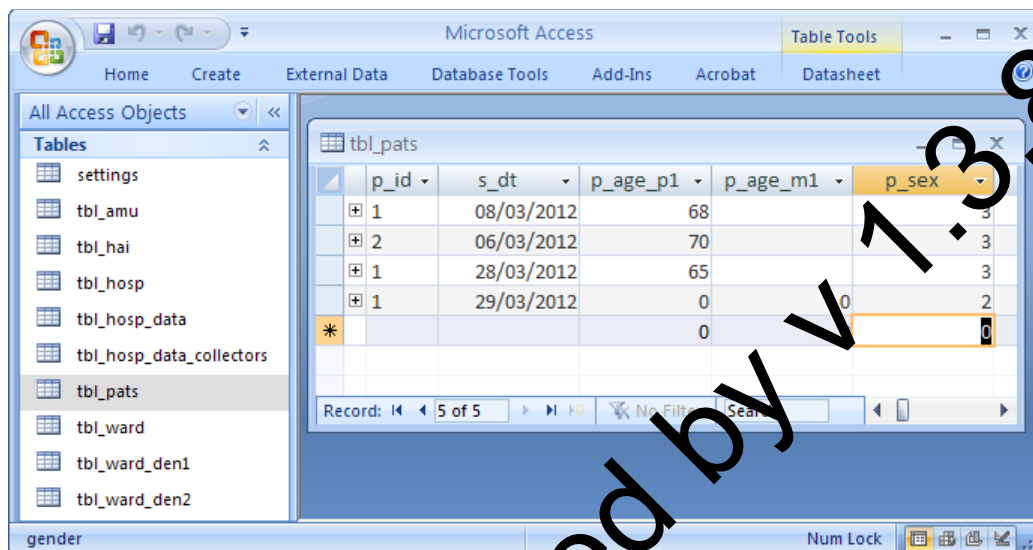 Microsoft Access Table Tools
Home Create External Data Database Tools Add-Ins Acrobat Datasheet
All Access Objects
Tables
settings
tbl_amu
tbl_hai
tbl_hosp
tbl_hosp_data
tbl_hosp_data_collectors
tbl_pats
tbl_ward
tbl_ward_den1
tbl_ward_den2
tbl_pats
p_id s_dt p_age_p1 p_age_m1 p_sex
1 08/03/2012 68 3
2 06/03/2012 70 3
1 28/03/2012 65 3
1 29/03/2012 0 0 2
0 0
Record: 5 of 5 No Filter
gender Num Lock
ed by v 1.3.